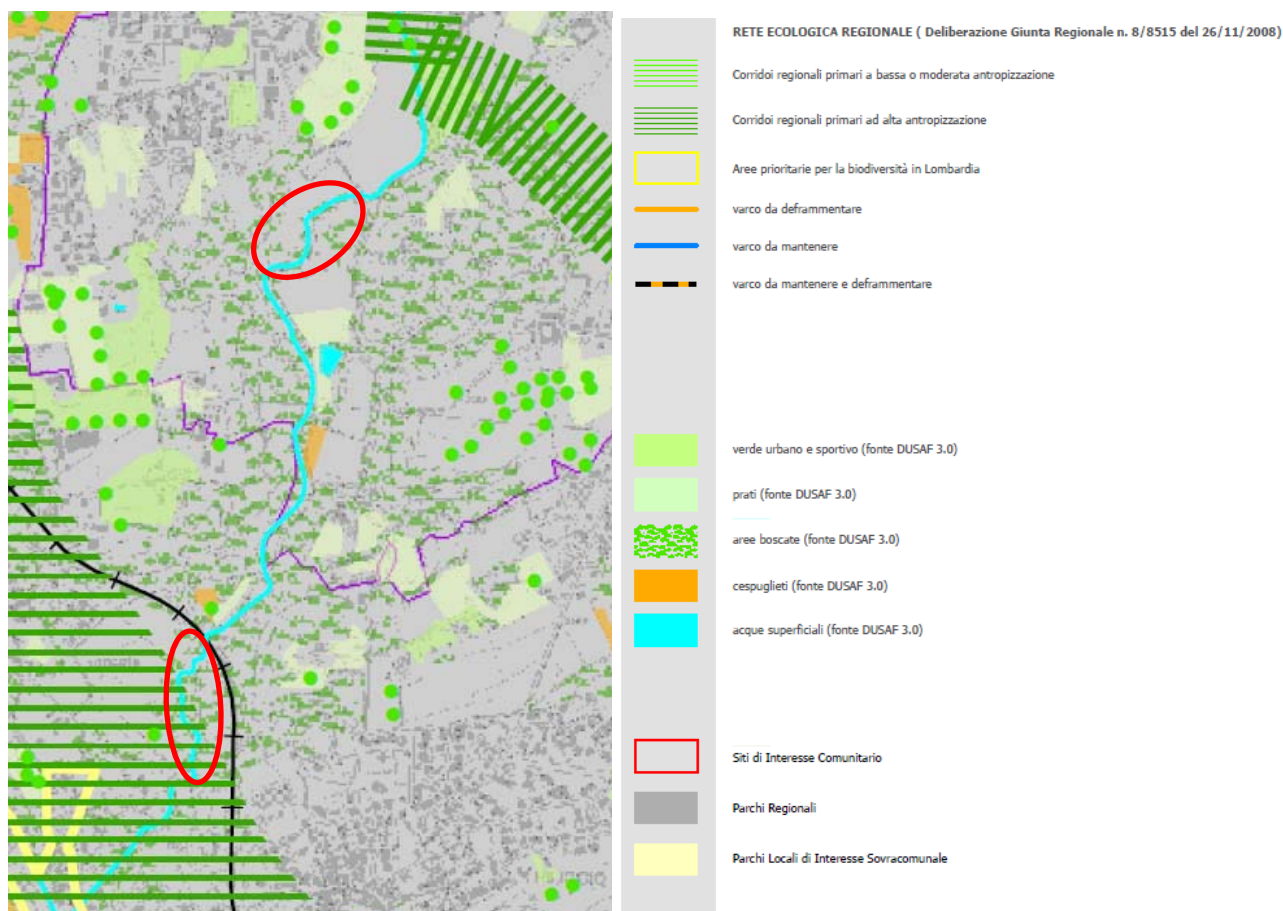 RETE ECOLOGICA REGIONALE ( Deliberazione Giunta Regionale n. 8/8515 del 26/11/2008)
Corridoi regionali primari a bassa o moderata antropizzazione
Corridoi regionali primari ad alta antropizzazione
Aree prioritarie per la biodiversità in Lombardia
varco da deframmentare
varco da mantenere
varco da mantenere e deframmentare
verde urbano e sportivo (fonte DUSAF 3.0)
prati (fonte DUSAF 3.0)
aree boscate (fonte DUSAF 3.0)
cespuglieti (fonte DUSAF 3.0)
acque superficiali (fonte DUSAF 3.0)
Siti di Interesse Comunitario
Parchi Regionali
Parchi Locali di Interesse Sovracomunale